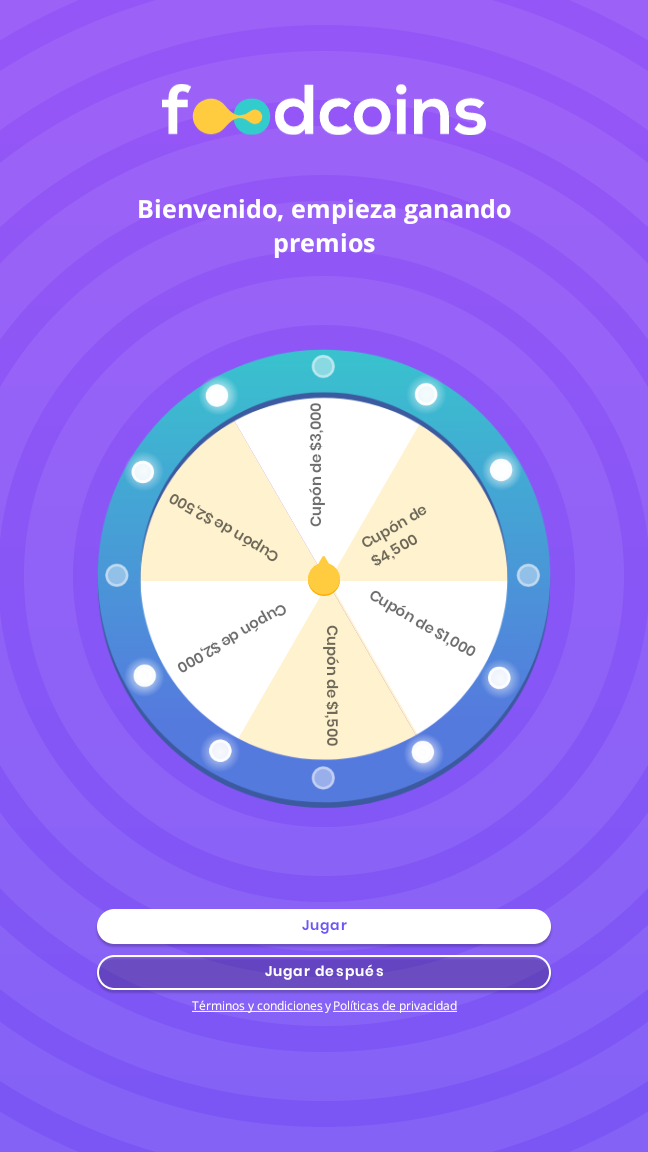 foodcoins
Bienvenido, empieza ganando
premios
Cupón de $3,000
Cupón de
$4,500
Cupón de $1,000
Cupón de $1,500
Cupón de $2,000
Cupón de $2,500
Jugar
Jugar después
Términos y condiciones y Políticas de privacidad